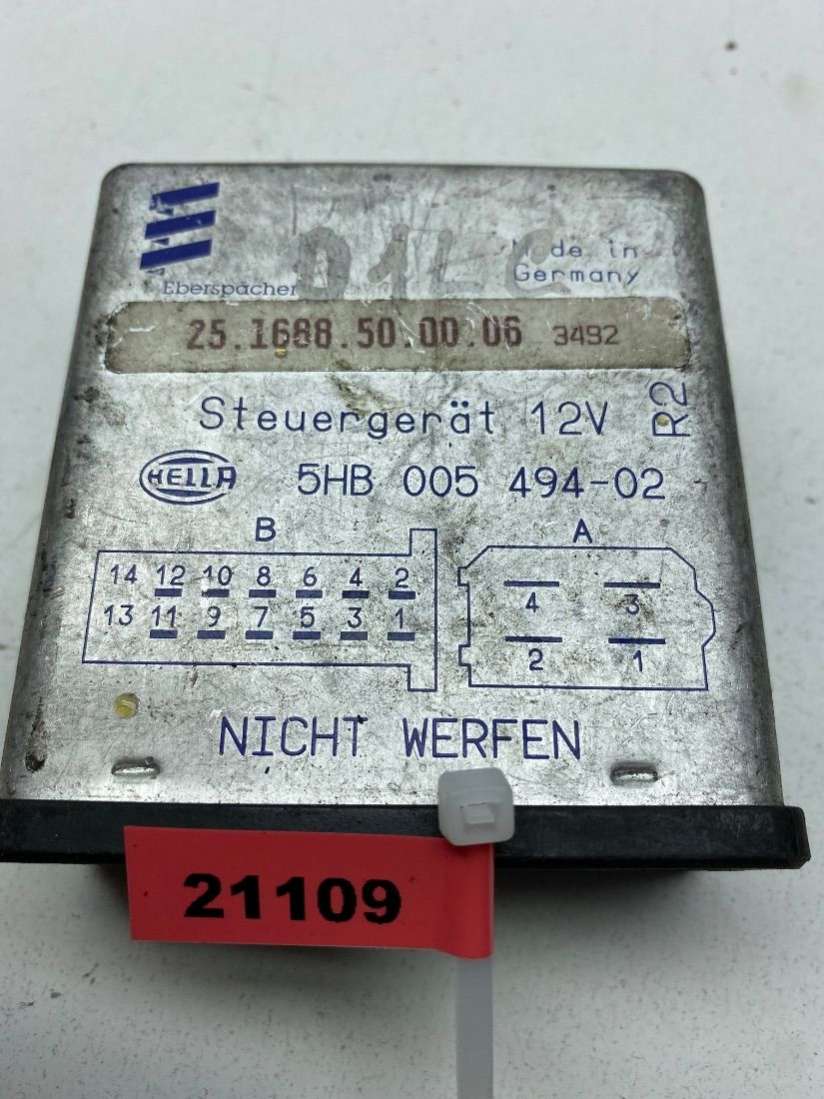 D1LC
Made in
Germany
Eberspächer
25.1688.50.00.06 3492
Steuergerät 12V R2
HELLA 5HB 005 494-02
B A
14 12 10 8 6 4 2
13 11 9 7 5 3 1
4 3
2 1
NICHT WERFEN
21109